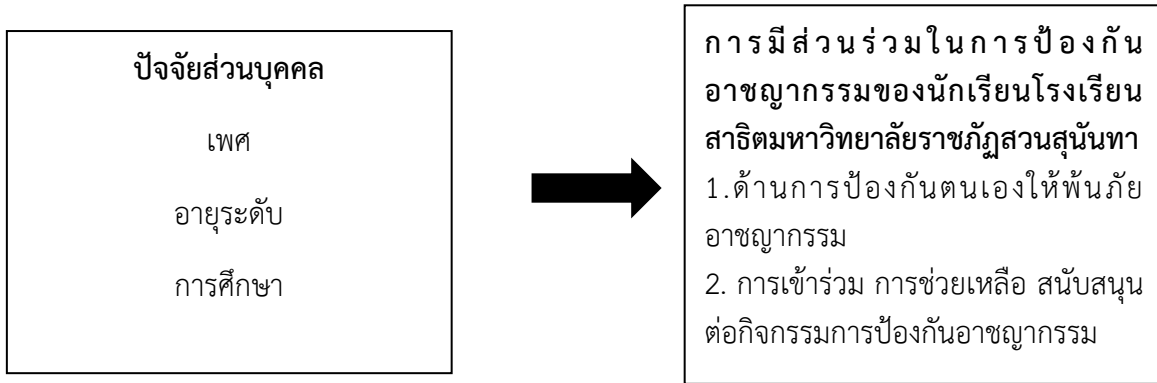 ปัจจัยส่วนบุคคล
เพศ
อายุระดับ
การศึกษา
การมีส่วนร่วมในการป้องกัน
อาชญากรรมของนักเรียนโรงเรียน
สาธิตมหาวิทยาลัยราชภัฏสวนสุนันทา
1.ด้านการป้องกันตนเองให้พ้นภัย
อาชญากรรม
2. การเข้าร่วม การช่วยเหลือ สนับสนุน
ต่อกิจกรรมการป้องกันอาชญากรรม